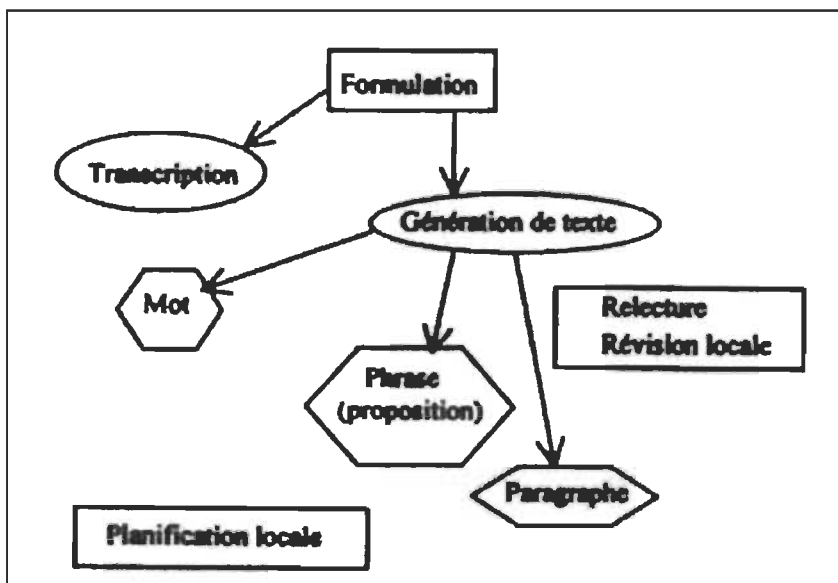 Formulation
Transcription
Génération de texte
Mot
Relecture
Révision locale
Phrase
(proposition)
Paragraphe
Planification locale